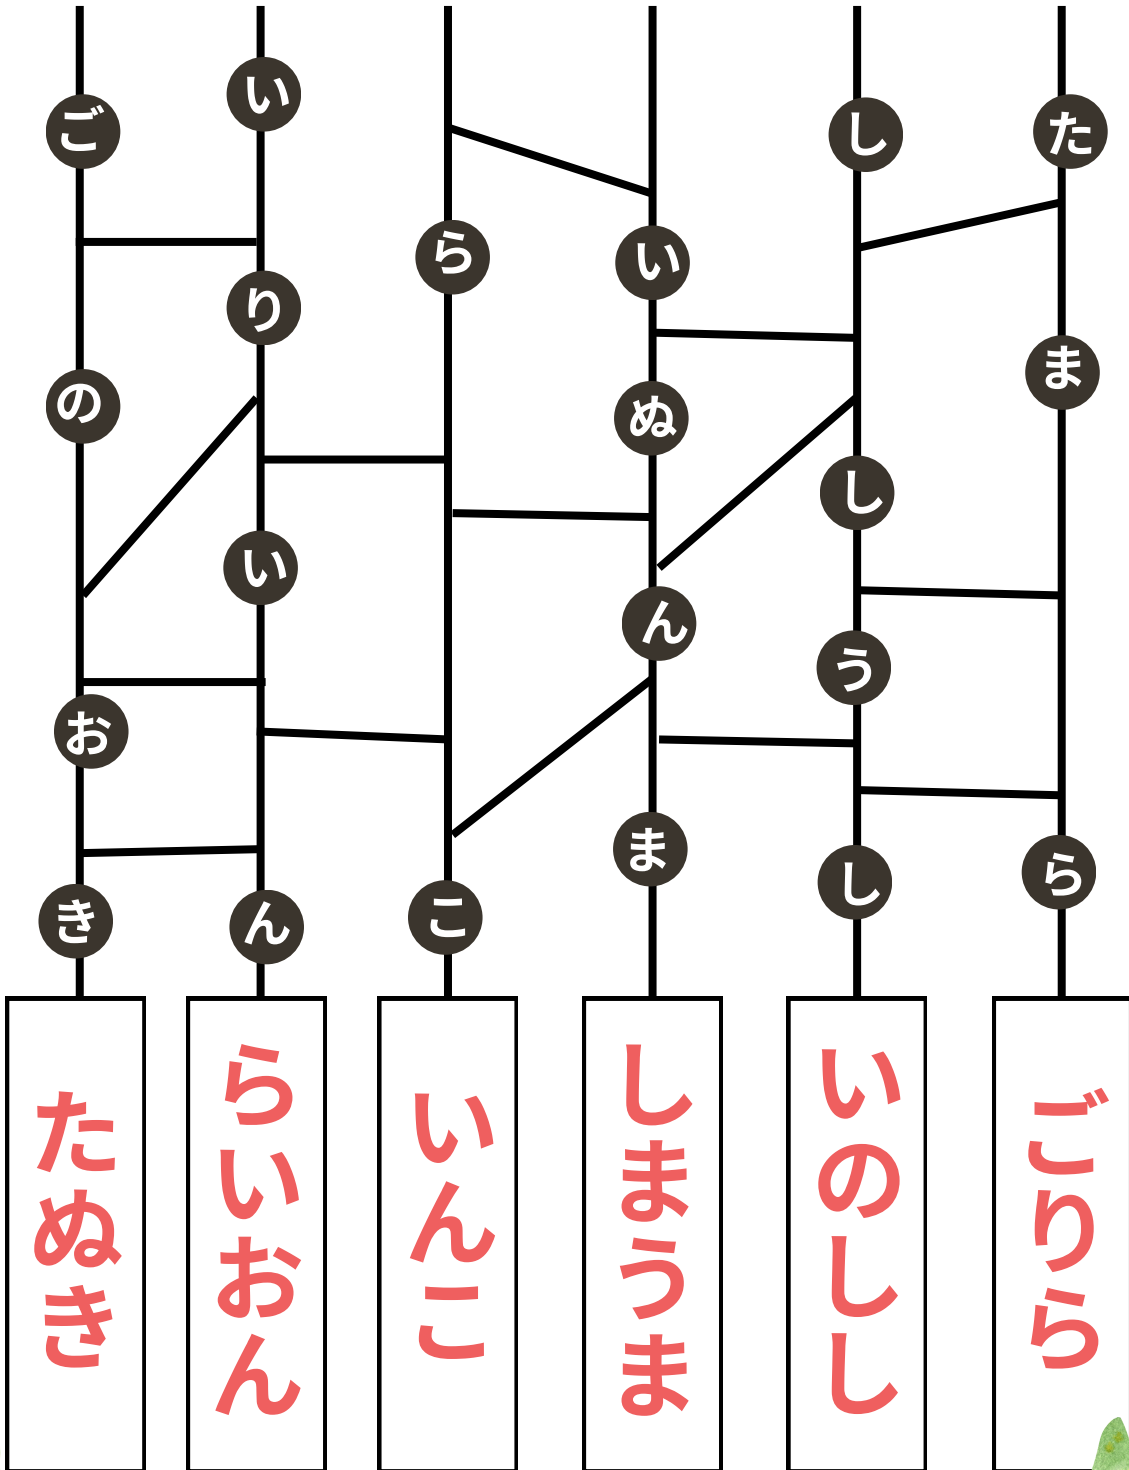 ご
い
し
た
ら
い
り
ま
の
ぬ
し
い
ん
う
お
ま
し
ら
き
ん
こ
たぬき
らいおん
いんこ
しまうま
いのしし
ごりら